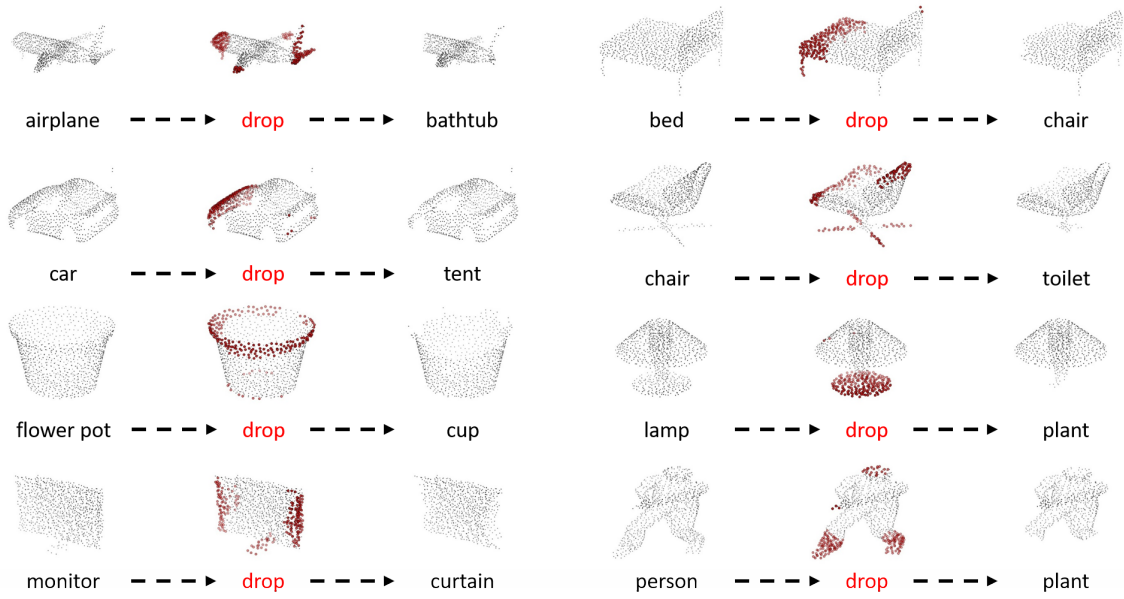 airplane drop bathtub bed drop chair
car drop tent chair drop toilet
flower pot drop cup lamp drop plant
monitor drop curtain person drop plant